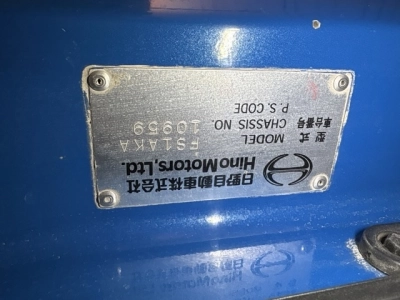 日野自動車株式会社
Hino Motors, Ltd.
型式 MODEL FS1AKA
車台番号 CHASSIS NO. 10959
P. S. CODE